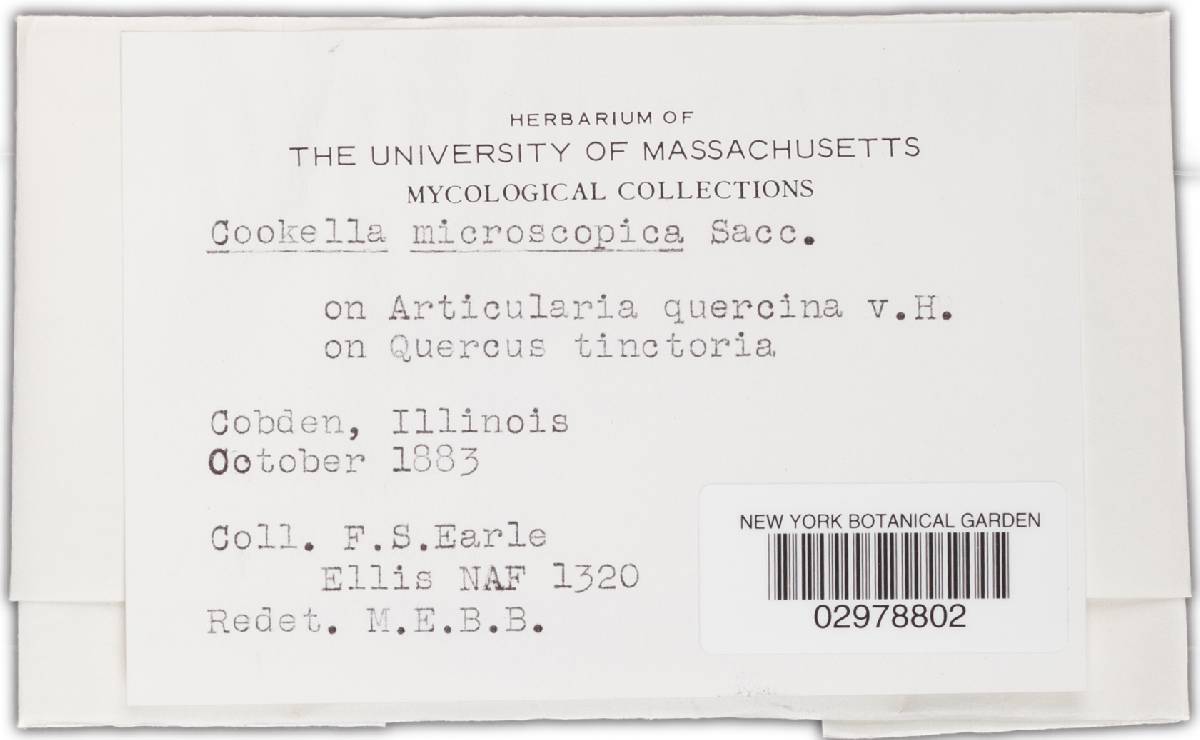 HERBARIUM OF
THE UNIVERSITY OF MASSACHUSETTS
MYCOLOGICAL COLLECTIONS
Cookella microscopica Sacc.
on Articularia quercina v.H.
on Quercus tinctoria
Cobden, Illinois
October 1883
Coll. F.S.Earle
Ellis NAF 1320
Redet. M.E.B.B.
NEW YORK BOTANICAL GARDEN
02978802